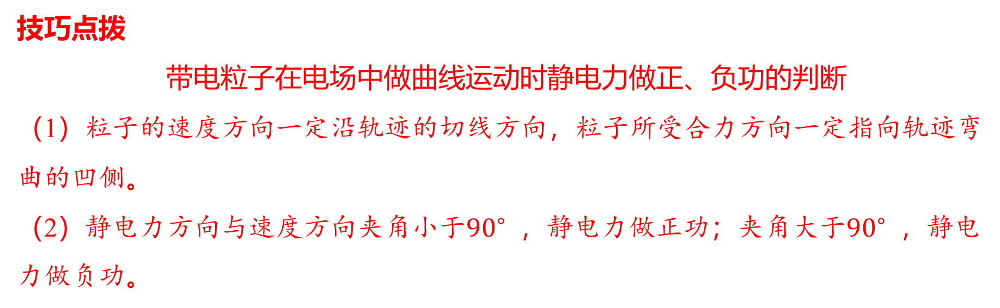 技巧点拨
带电粒子在电场中做曲线运动时静电力做正、负功的判断
（1）粒子的速度方向一定沿轨迹的切线方向，粒子所受合力方向一定指向轨迹弯
曲的凹侧。
（2）静电力方向与速度方向夹角小于90°，静电力做正功；夹角大于90°，静电
力做负功。